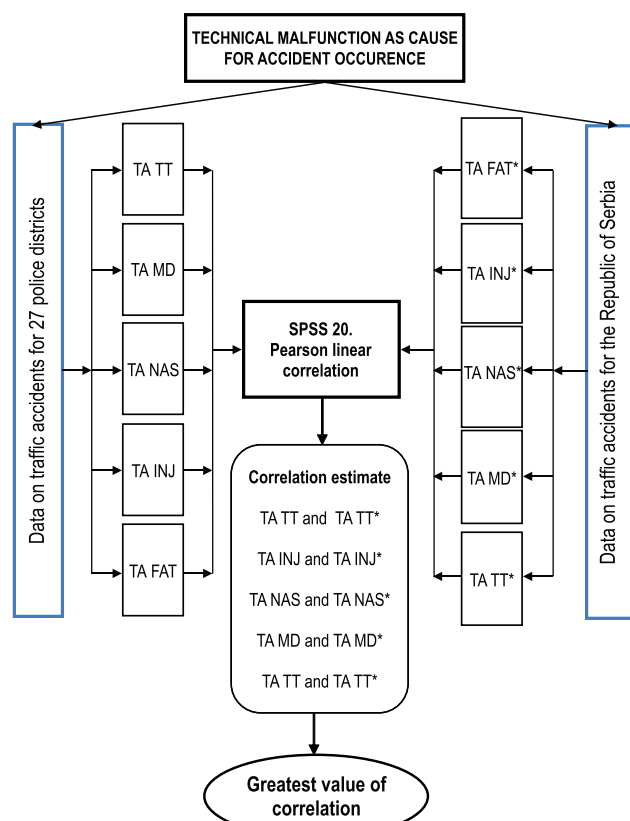 TECHNICAL MALFUNCTION AS CAUSE
FOR ACCIDENT OCCURENCE
Data on traffic accidents for 27 police districts
TA TT
TA MD
TA NAS
TA INJ
TA FAT
SPSS 20.
Pearson linear
correlation
Correlation estimate
TA TT and TA TT*
TA INJ and TA INJ*
TA NAS and TA NAS*
TA MD and TA MD*
TA TT and TA TT*
Greatest value of
correlation
TA FAT*
TA INJ*
TA NAS*
TA MD*
TA TT*
Data on traffic accidents for the Republic of Serbia